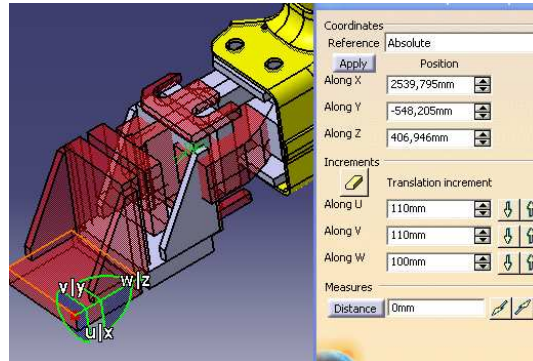 Coordinates
Reference Absolute
Apply Position
Along X 2539,795mm
Along Y -548,205mm
Along Z 406,946mm
Increments
Translation increment
Along U 110mm
Along V 110mm
Along W 100mm
Measures
Distance 0mm
v|y w|z
u|x